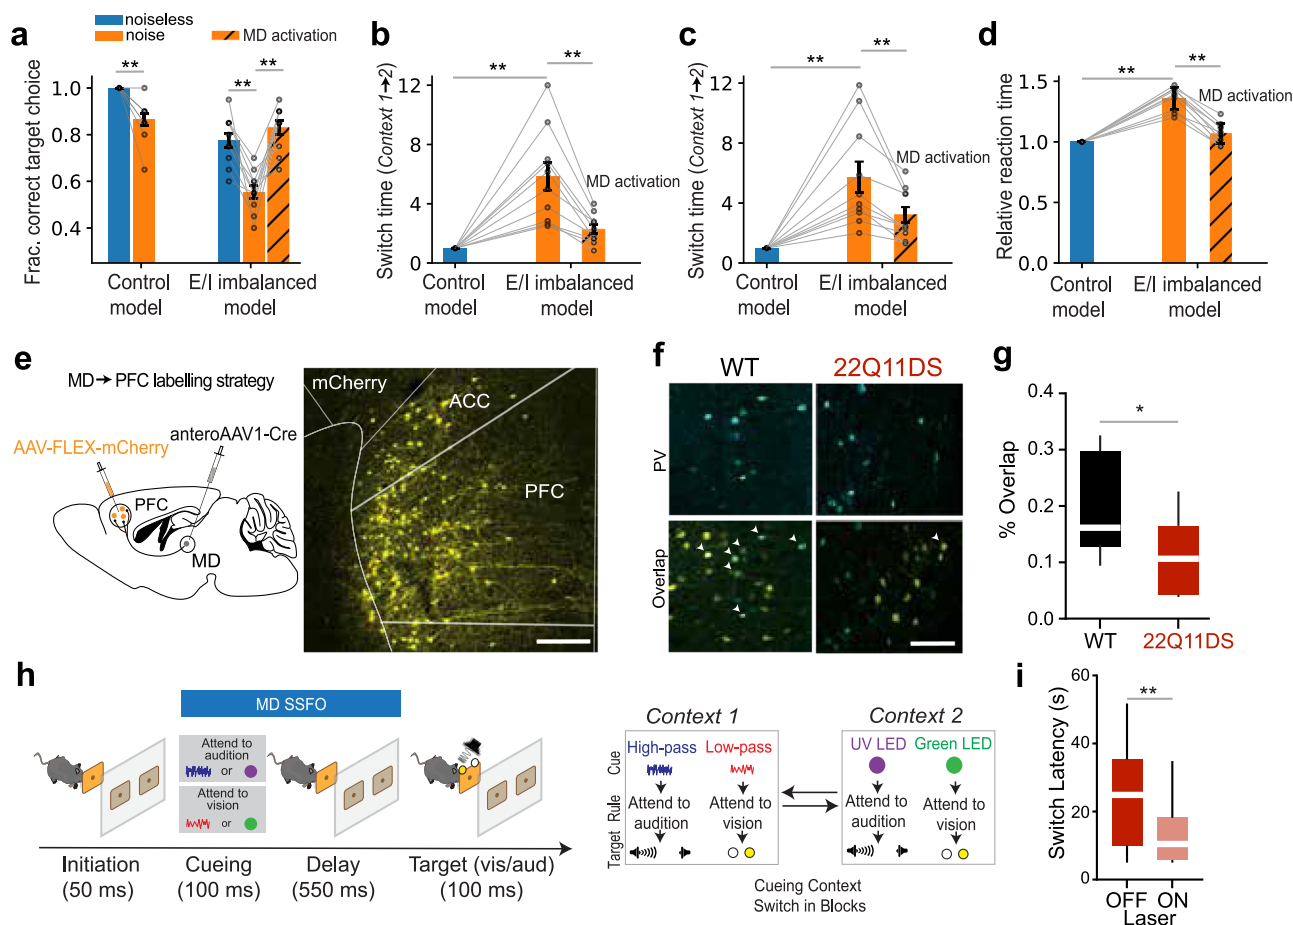 noiseless
noise
MD activation
a
Frac. correct target choice
1.0
0.8
0.6
0.4
**
**
**
Control
model
E/I imbalanced
model
b
Switch time (Context 1→2)
12
8
4
0
**
**
MD activation
Control
model
E/I imbalanced
model
c
Switch time (Context 1→2)
12
8
4
0
**
**
MD activation
Control
model
E/I imbalanced
model
d
Relative reaction time
1.5
1.0
0.5
0.0
**
**
MD activation
Control
model
E/I imbalanced
model
e
MD→PFC labelling strategy
AAV-FLEX-mCherry
anteroAAV1-Cre
PFC
MD
mCherry
ACC
PFC
f
WT
22Q11DS
PV
Overlap
g
% Overlap
0.4
0.3
0.2
0.1
0.0
*
WT
22Q11DS
h
MD SSFO
Attend to
audition
or
Attend to
vision
or
Initiation
(50 ms)
Cueing
(100 ms)
Delay
(550 ms)
Target (vis/aud)
(100 ms)
Context 1
Context 2
Cue
Rule
Target
High-pass
Low-pass
Attend to
audition
Attend to
vision
UV LED
Green LED
Attend to
audition
Attend to
vision
Cueing Context
Switch in Blocks
i
Switch Latency (s)
60
40
20
0
**
OFF
ON
Laser